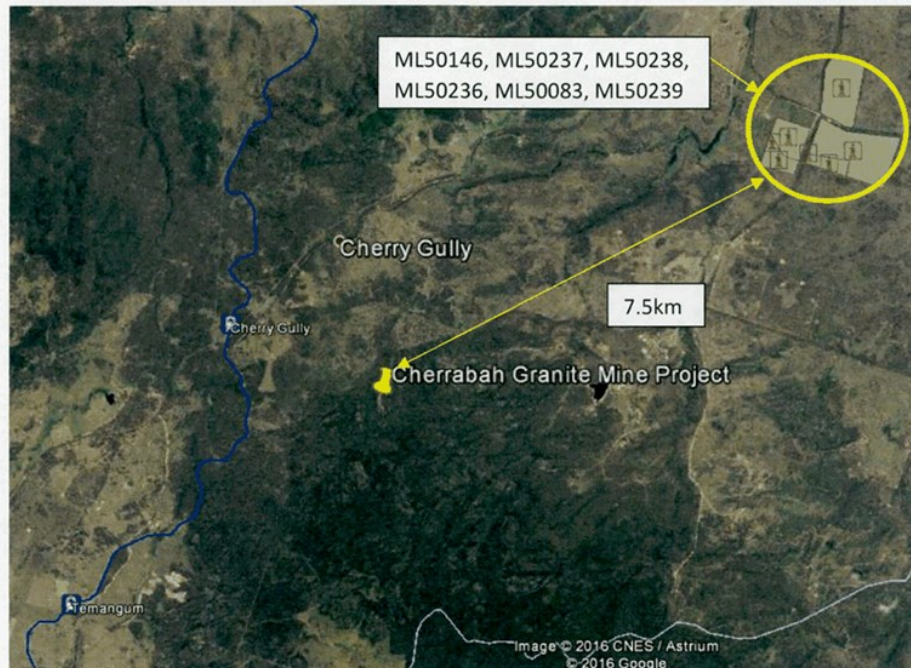 ML50146, ML50237, ML50238,
ML50236, ML50083, ML50239
Cherry Gully
7.5km
Cherry Gully
Cherrabah Granite Mine Project
Temangum
Image © 2016 CNES / Astrium
© 2016 Google